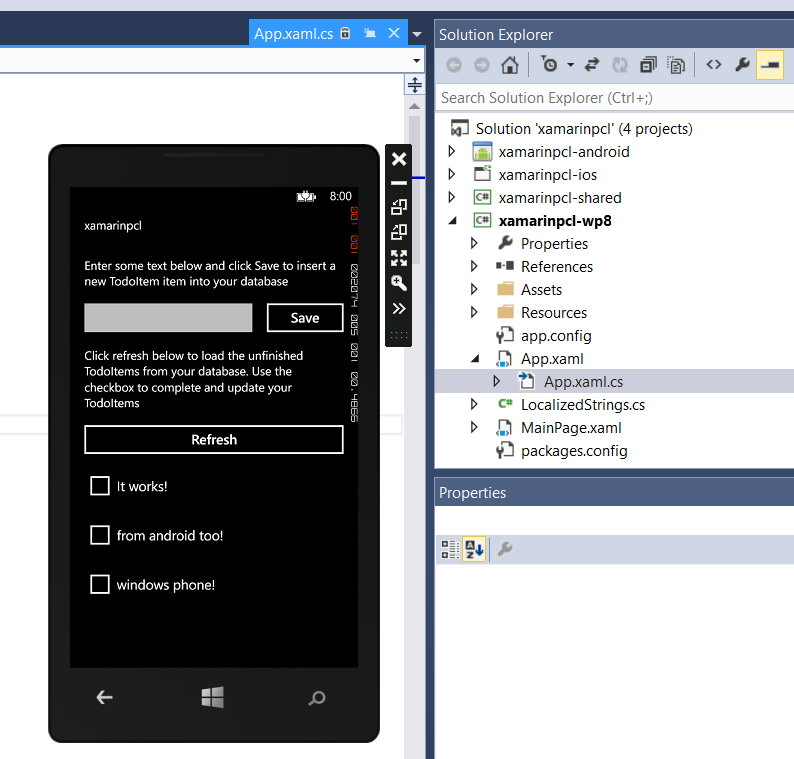 App.xaml.cs
Solution Explorer
Search Solution Explorer (Ctrl+;)
Solution 'xamarinpcl' (4 projects)
xamarinpcl-android
xamarinpcl-ios
C# xamarinpcl-shared
C# xamarinpcl-wp8
Properties
References
Assets
Resources
app.config
App.xaml
App.xaml.cs
C# LocalizedStrings.cs
MainPage.xaml
packages.config
Properties
8:00
xamarinpcl
Enter some text below and click Save to insert a
new TodoItem item into your database
Save
Click refresh below to load the unfinished
TodoItems from your database. Use the
checkbox to complete and update your
TodoItems
Refresh
It works!
from android too!
windows phone!